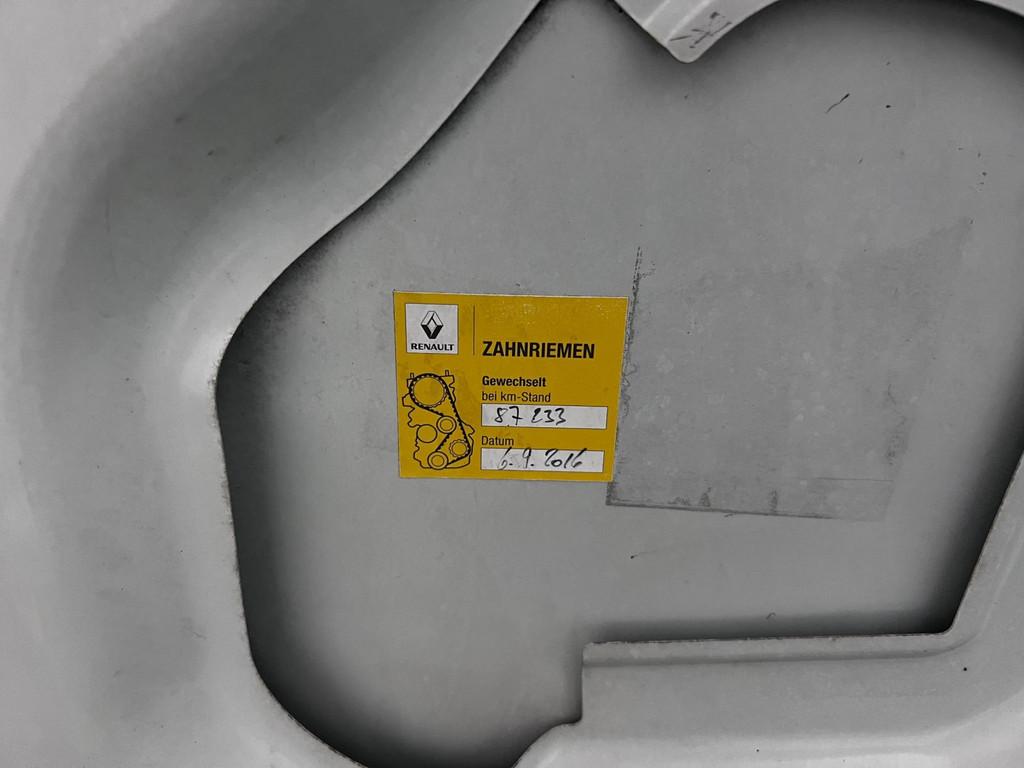 RENAULT
ZAHNRIEMEN
Gewechselt
bei km-Stand
87 233
Datum
6.9.2016